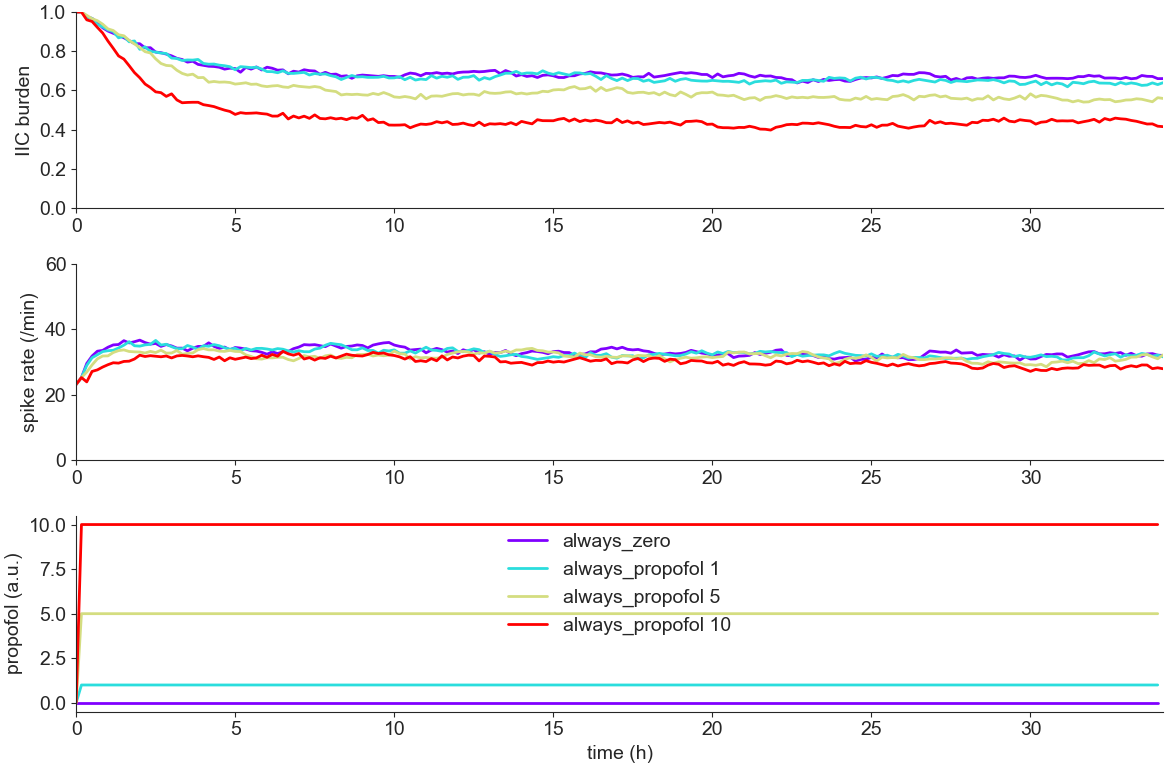 IIC burden
1.0
0.8
0.6
0.4
0.2
0.0
0 5 10 15 20 25 30
spike rate (/min)
60
40
20
0
0 5 10 15 20 25 30
propofol (a.u.)
10.0
7.5
5.0
2.5
0.0
always_zero
always_propofol 1
always_propofol 5
always_propofol 10
0 5 10 15 20 25 30
time (h)